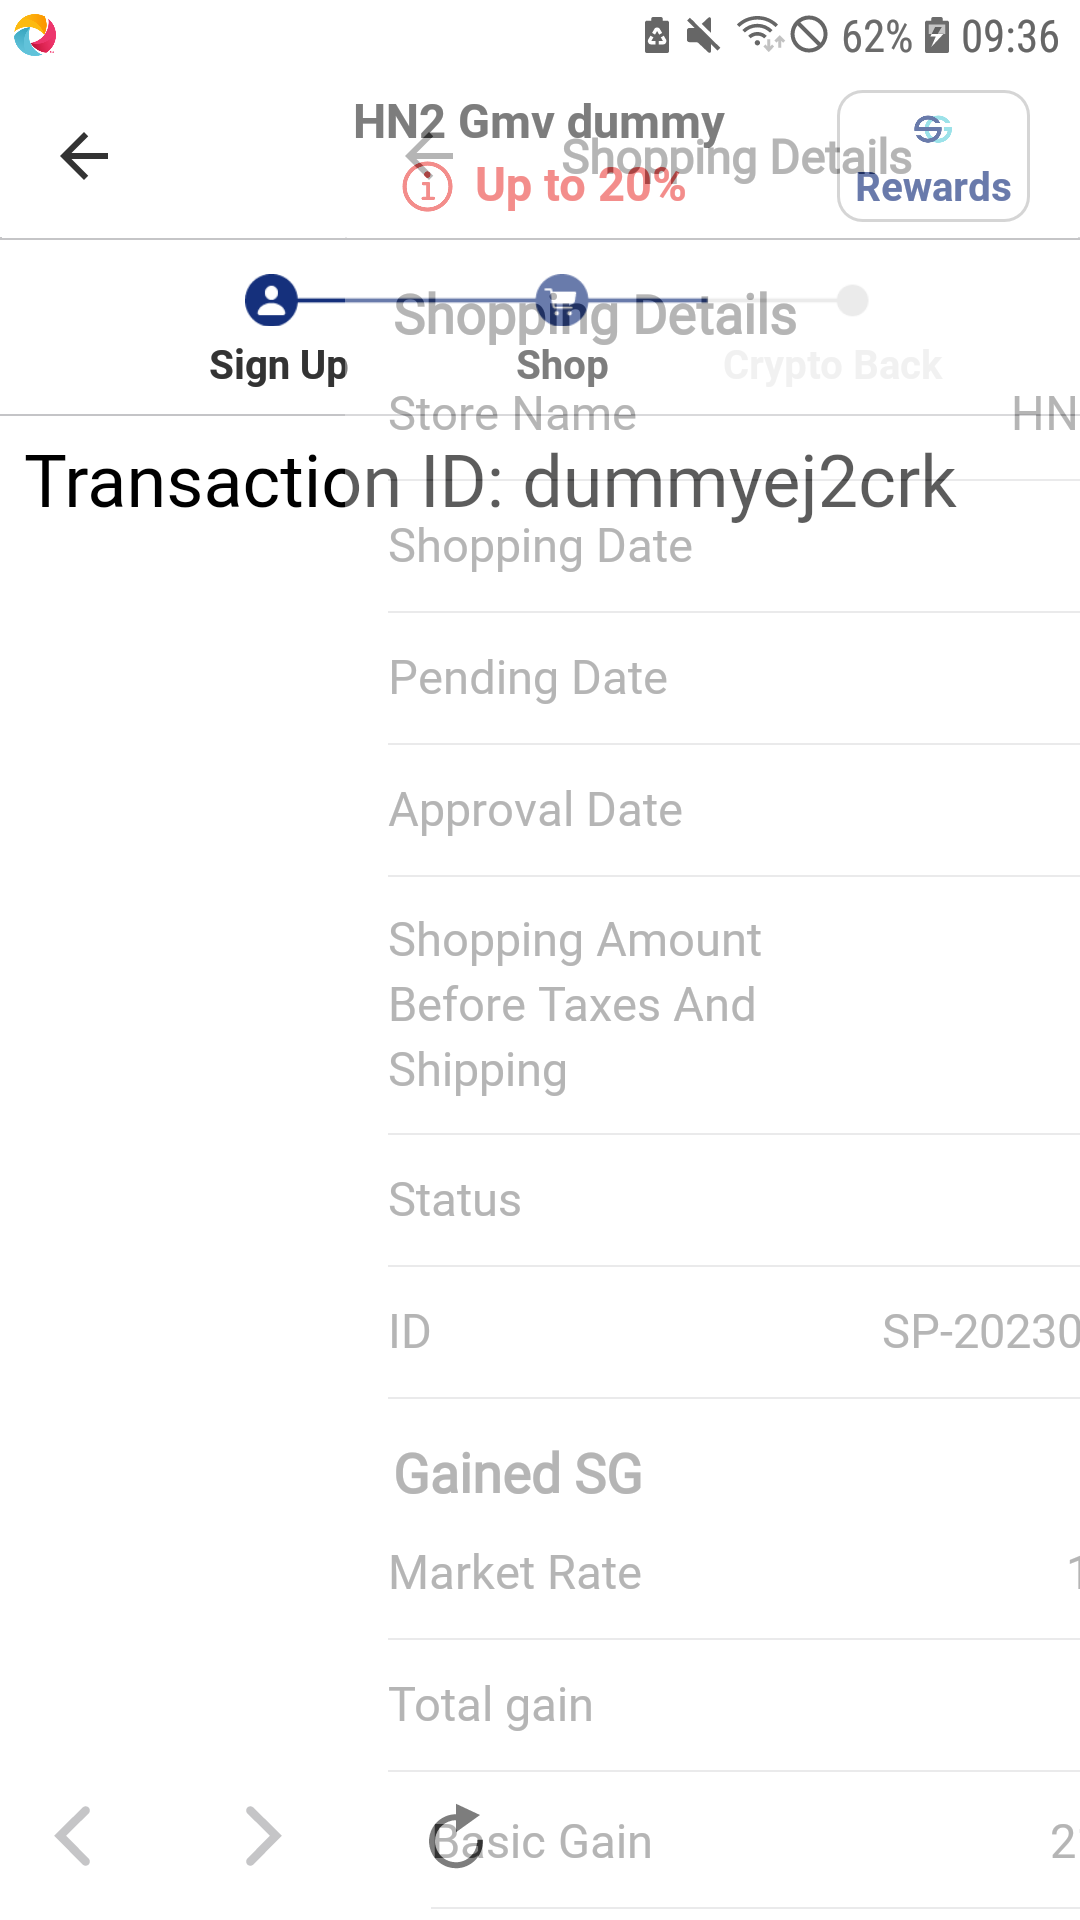 62% 09:36
HN2 Gmv dummy
Shopping Details
Up to 20%
Rewards
Shopping Details
Sign Up Shop Crypto Back
Store Name HN
Transaction ID: dummyej2crk
Shopping Date
Pending Date
Approval Date
Shopping Amount
Before Taxes And
Shipping
Status
ID SP-20230
Gained SG
Market Rate 1
Total gain
Basic Gain 2